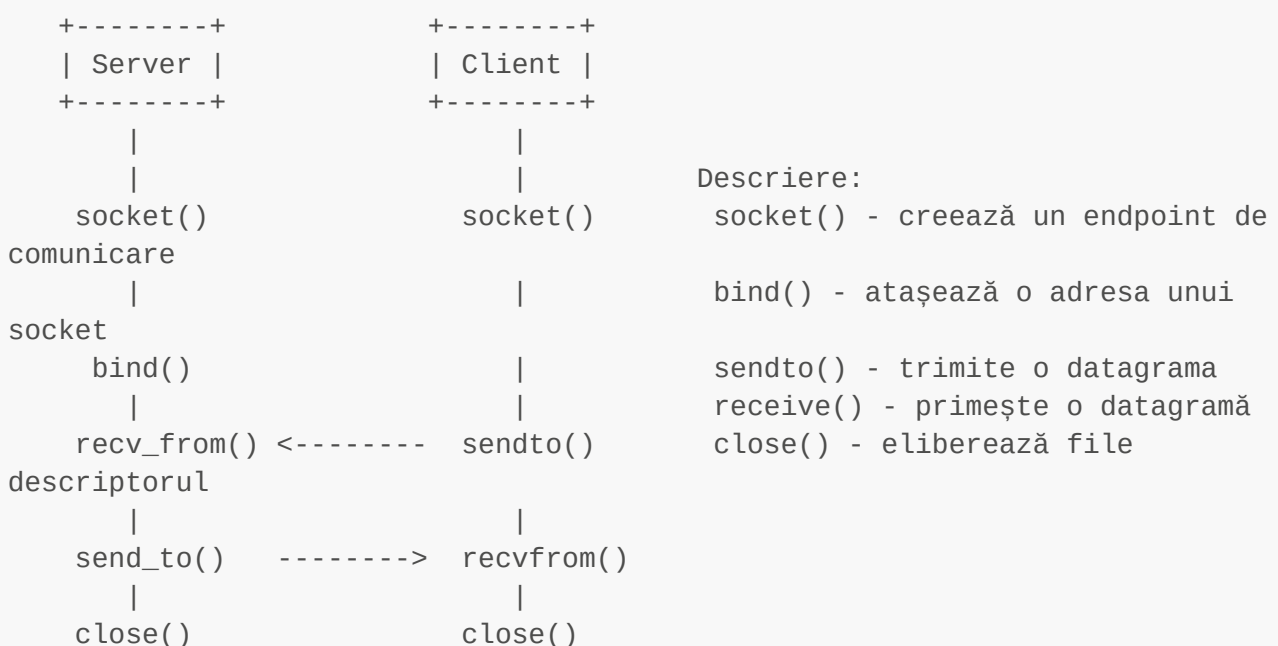 +--------+            +--------+
   | Server |            | Client |
   +--------+            +--------+
       |                      |
       |                      |          Descriere:
    socket()               socket()       socket() - creează un endpoint de
comunicare
       |                      |           bind() - atașează o adresa unui
socket
     bind()                   |           sendto() - trimite o datagrama
       |                      |           receive() - primește o datagramă
    recv_from() <--------  sendto()       close() - eliberează file
descriptorul
       |                      |
    send_to()   -------->  recvfrom()
       |                      |
    close()                close()